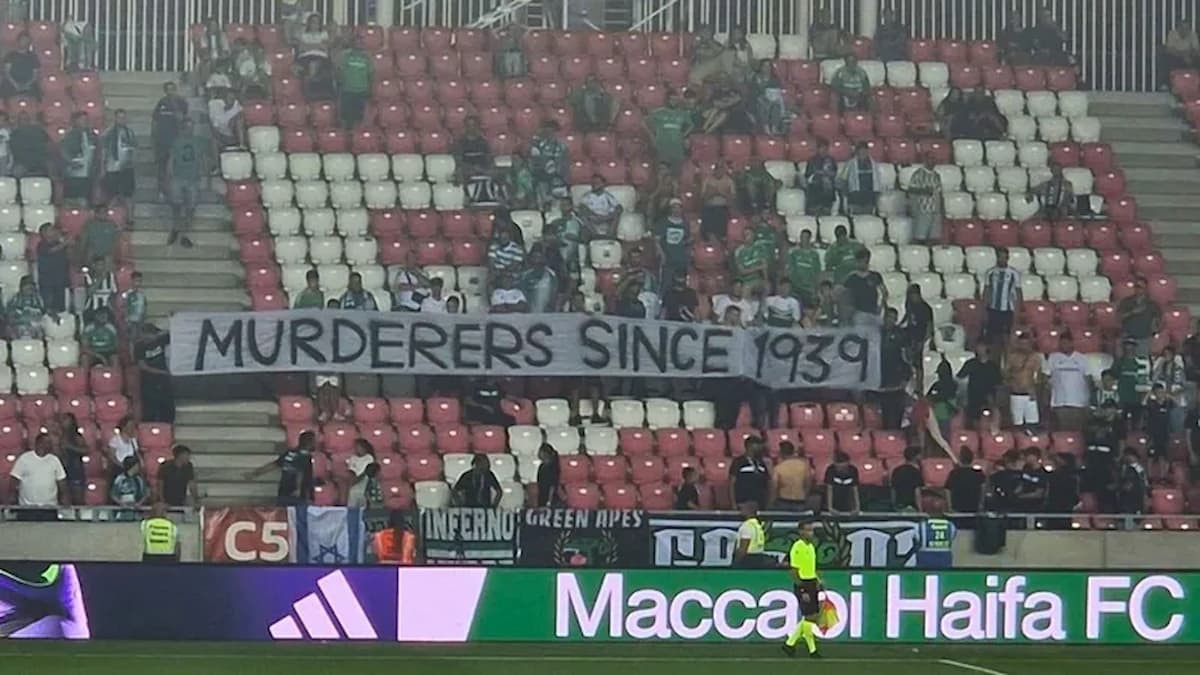 MURDERERS SINCE 1939
C5
INFERNO
GREEN APES
Maccabi Haifa FC